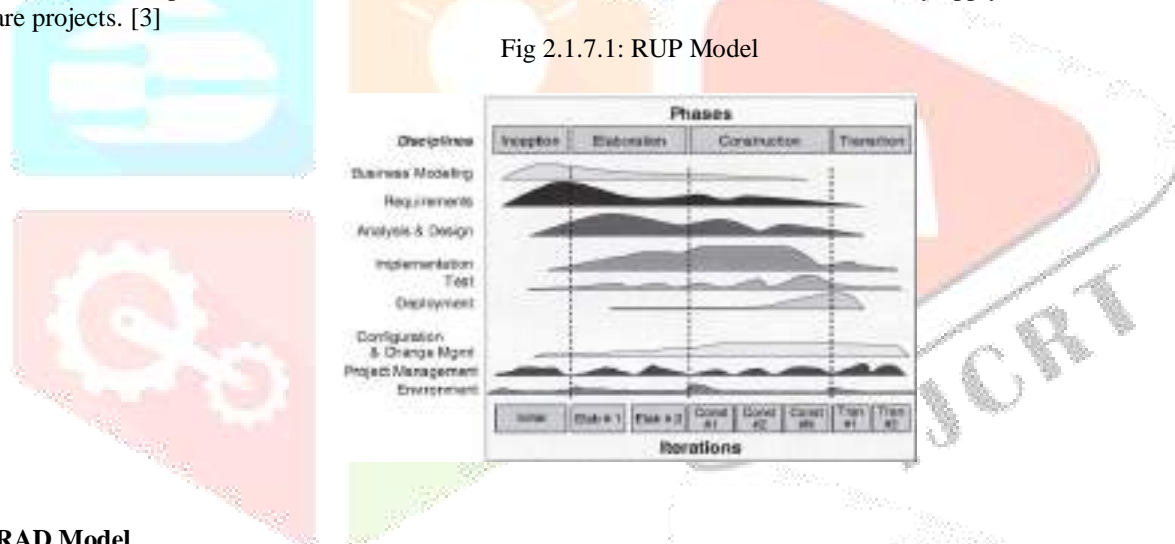 are projects. [3]
Fig 2.1.7.1: RUP Model
Phases
Disciplines Inception Elaboration Construction Transition
Business Modeling
Requirements
Analysis & Design
Implementation
Test
Deployment
Configuration
& Change Mgmt
Project Management
Environment
Initial Elab # 1 Elab # 2 Const #1 Const #2 Const #N Tran #1 Tran #2
Iterations
RAD Model
JCRT